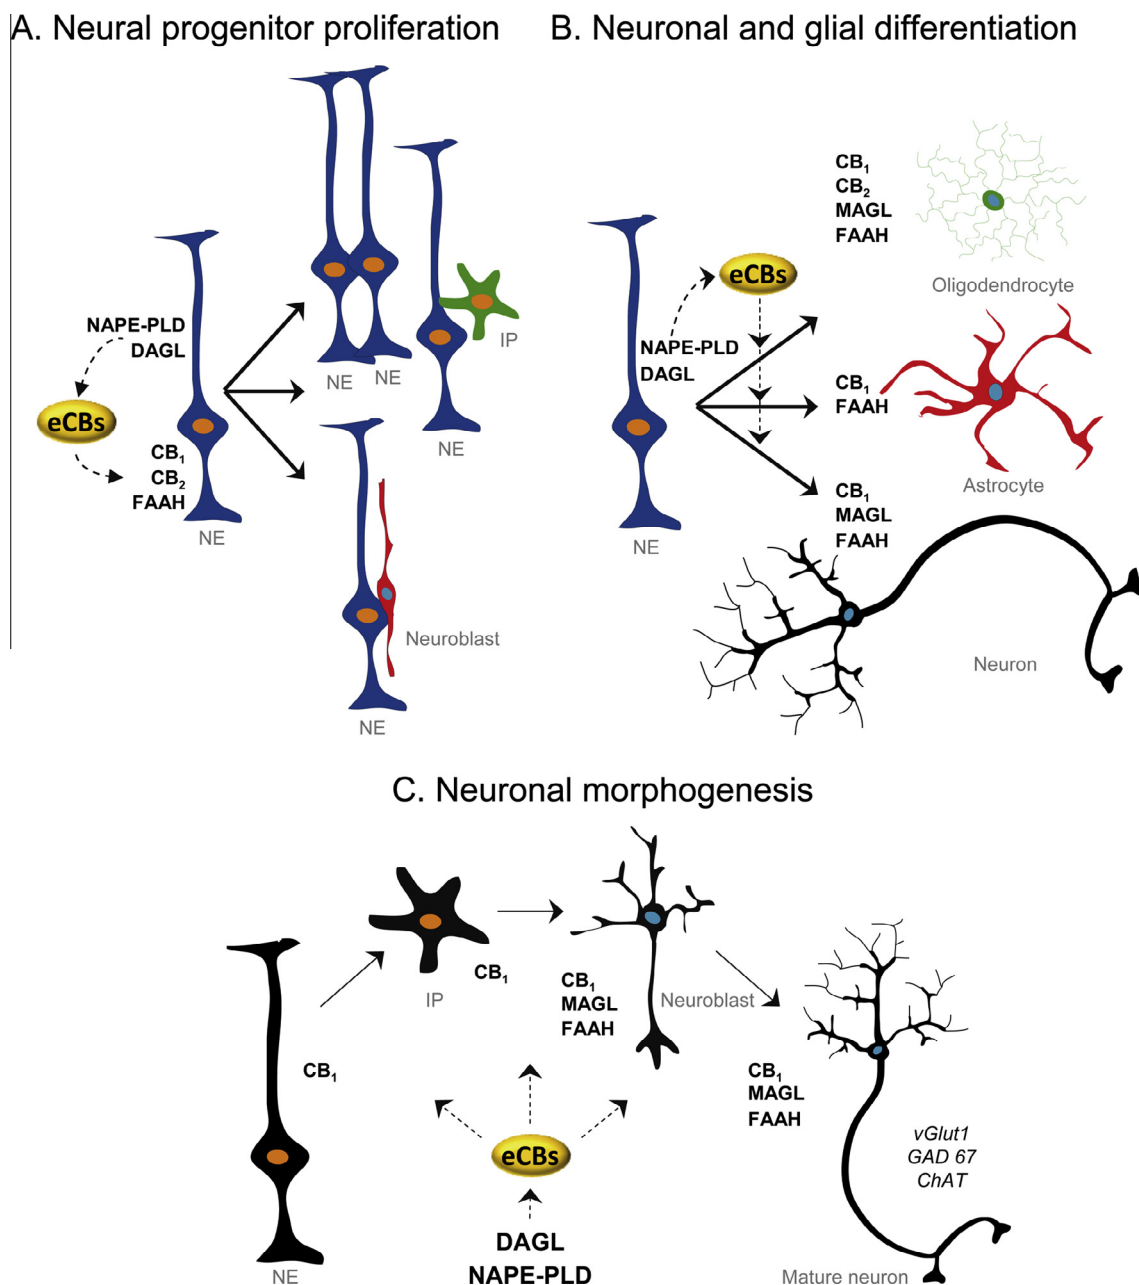 A. Neural progenitor proliferation
NAPE-PLD
DAGL
eCBs
CB1
CB2
FAAH
NE
NE
NE
IP
NE
Neuroblast
NE
B. Neuronal and glial differentiation
eCBs
NAPE-PLD
DAGL
NE
CB1
CB2
MAGL
FAAH
Oligodendrocyte
CB1
FAAH
Astrocyte
CB1
MAGL
FAAH
Neuron
C. Neuronal morphogenesis
NE
CB1
IP
CB1
CB1
MAGL
FAAH
Neuroblast
eCBs
DAGL
NAPE-PLD
CB1
MAGL
FAAH
vGlut1
GAD 67
ChAT
Mature neuron